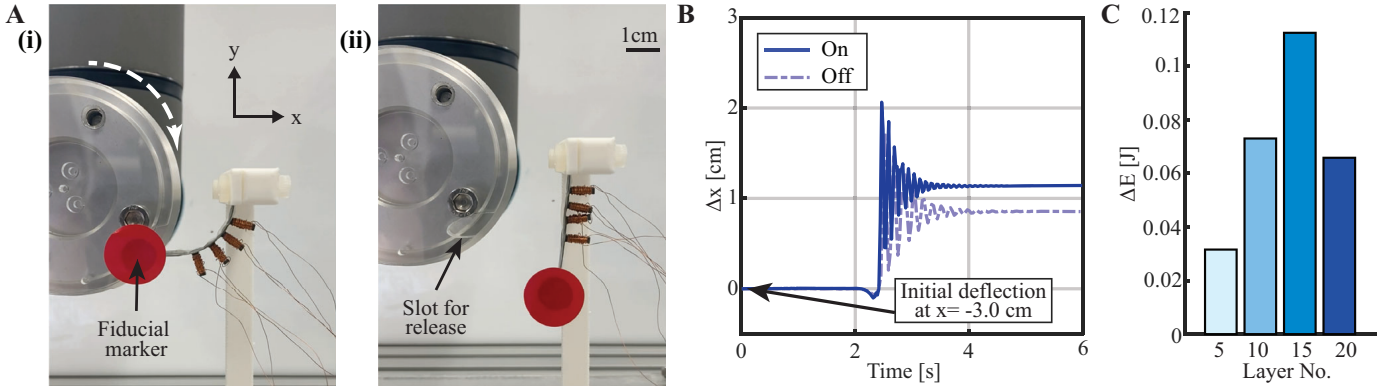 A
(i)
y
x
Fiducial
marker
(ii)
1cm
Slot for
release
B
3
2
1
0
Δx [cm]
On
Off
Initial deflection
at x= -3.0 cm
0
2
4
6
Time [s]
C
0.12
0.10
0.08
0.06
0.04
0.02
0
ΔE [J]
5
10
15
20
Layer No.